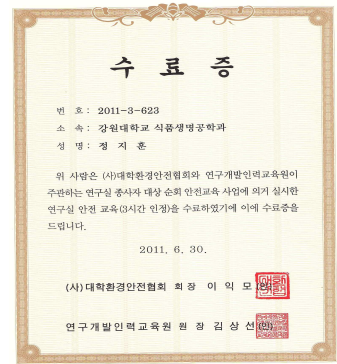 수 료 증
번 호 : 2011-3-623
소 속 : 강원대학교 식품생명공학과
성 명 : 정 지 훈
위 사람은 (사)대학환경안전협회와 연구개발인력교육원이
주관하는 연구실 종사자 대상 순회 안전교육 사업에 의거 실시한
연구실 안전 교육(3시간 인정)을 수료하였기에 이에 수료증을
드립니다.
2011. 6. 30.
(사)대학환경안전협회 회장 이 익 모 (인)
연구개발인력교육원 원 장 김 상 선 (인)